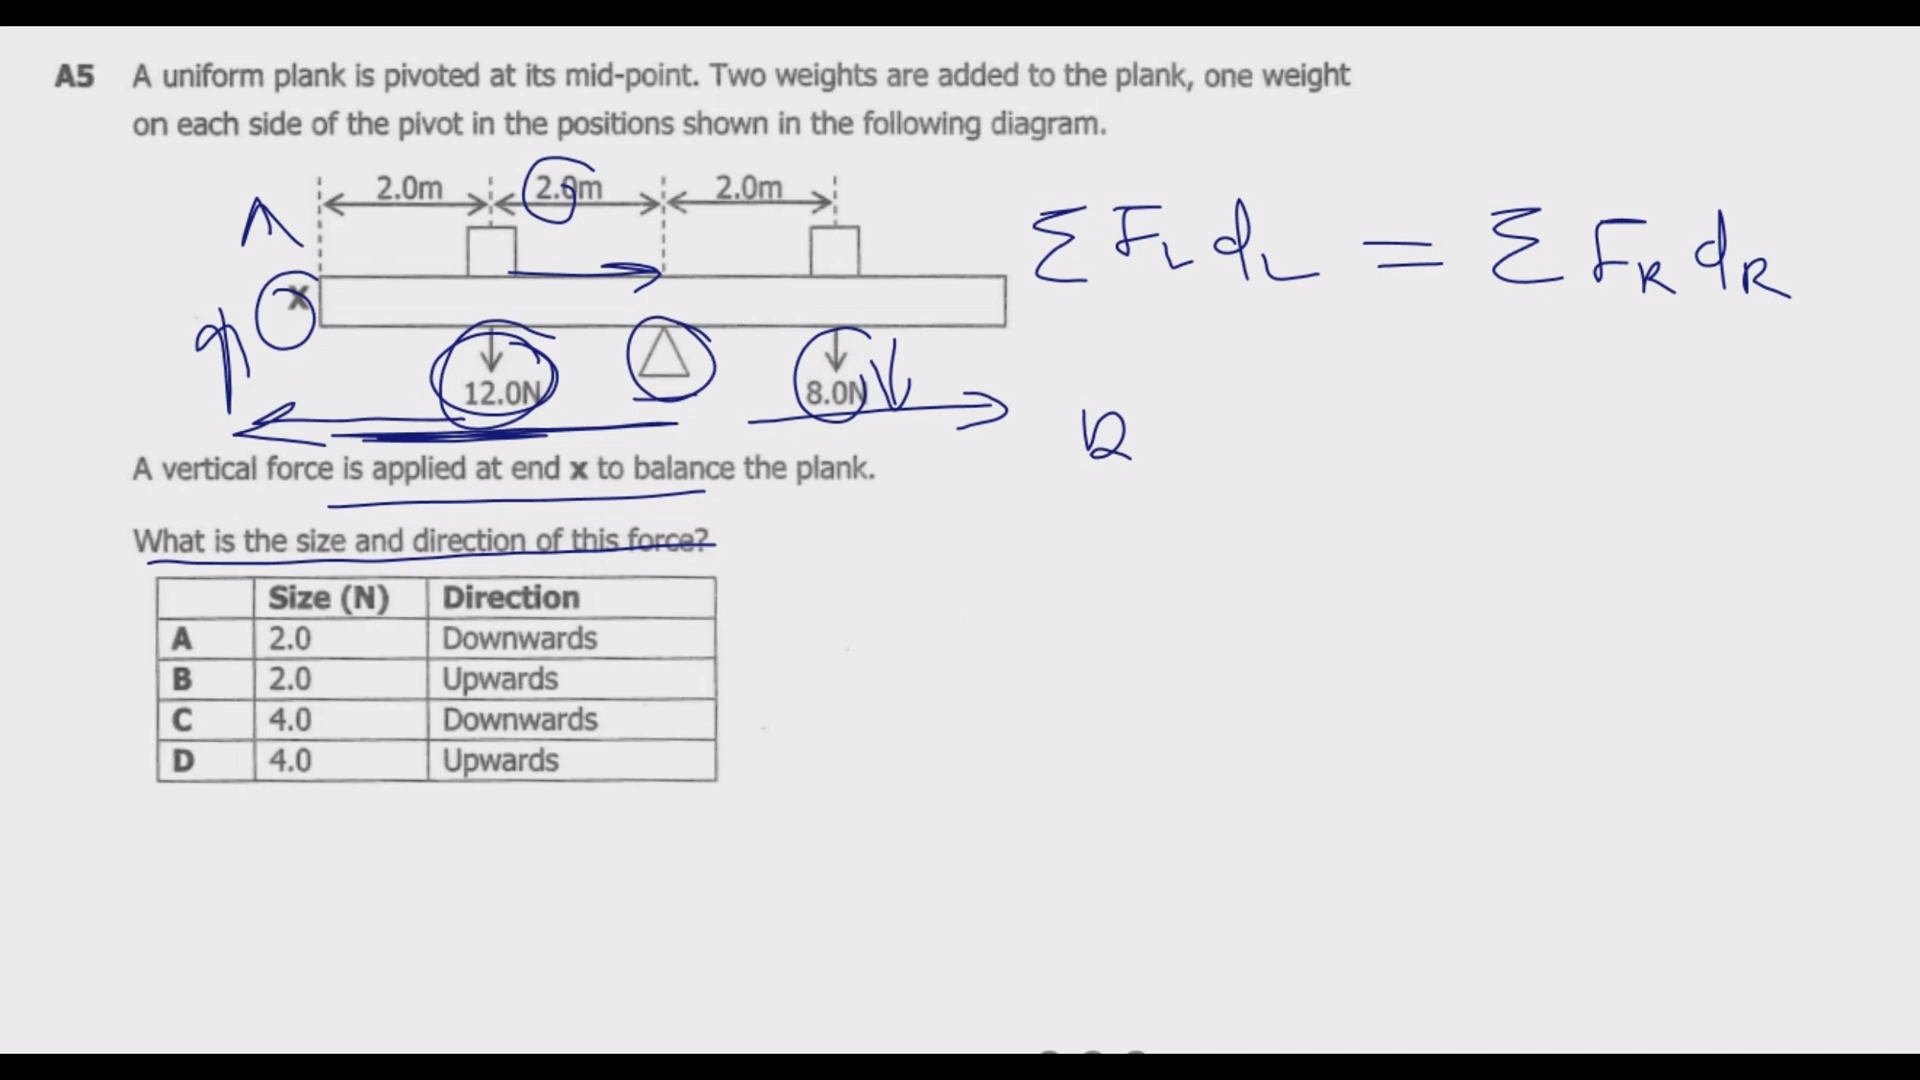 A5 A uniform plank is pivoted at its mid-point. Two weights are added to the plank, one weight
on each side of the pivot in the positions shown in the following diagram.
2.0m 2.0m 2.0m
Σ F_L d_L = Σ F_R d_R
x
12.0N 8.0N
12
A vertical force is applied at end x to balance the plank.
What is the size and direction of this force?
Size (N) Direction
A 2.0 Downwards
B 2.0 Upwards
C 4.0 Downwards
D 4.0 Upwards